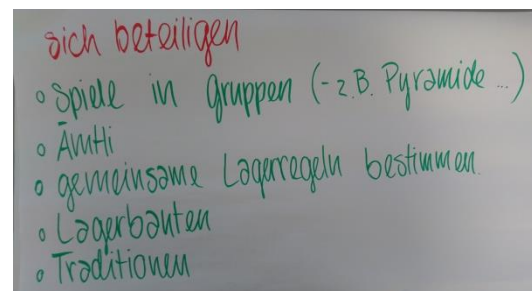 sich beteiligen
• Spiele in Gruppen (- z.B. Pyramide ...)
• Ämtli
• gemeinsame Lagerregeln bestimmen.
• Lagerbauten
• Traditionen